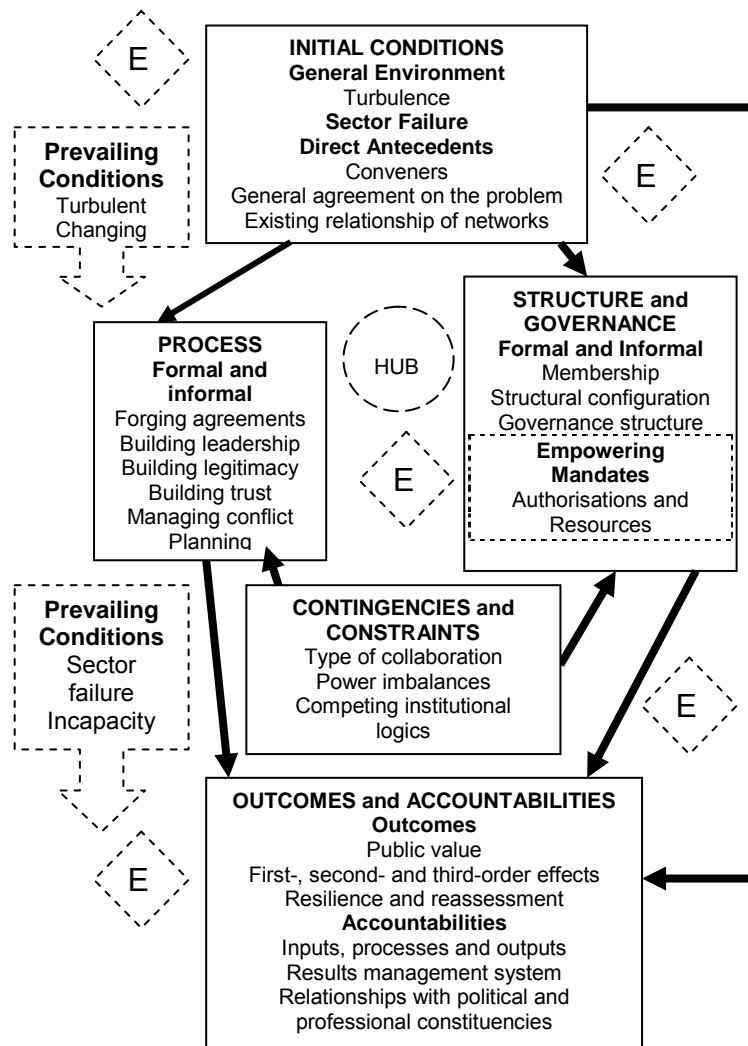 E
INITIAL CONDITIONS
General Environment
Turbulence
Sector Failure
Direct Antecedents
Conveners
General agreement on the problem
Existing relationship of networks
Prevailing
Conditions
Turbulent
Changing
E
PROCESS
Formal and
informal
Forging agreements
Building leadership
Building legitimacy
Building trust
Managing conflict
Planning
HUB
E
STRUCTURE and
GOVERNANCE
Formal and Informal
Membership
Structural configuration
Governance structure
Empowering
Mandates
Authorisations and
Resources
Prevailing
Conditions
Sector
failure
Incapacity
CONTINGENCIES and
CONSTRAINTS
Type of collaboration
Power imbalances
Competing institutional
logics
E
E
OUTCOMES and ACCOUNTABILITIES
Outcomes
Public value
First-, second- and third-order effects
Resilience and reassessment
Accountabilities
Inputs, processes and outputs
Results management system
Relationships with political and
professional constituencies